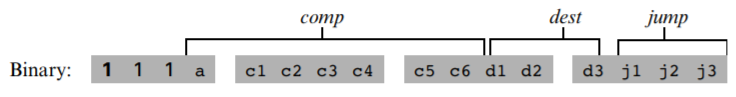 comp dest jump
Binary: 1 1 1 a c1 c2 c3 c4 c5 c6 d1 d2 d3 j1 j2 j3